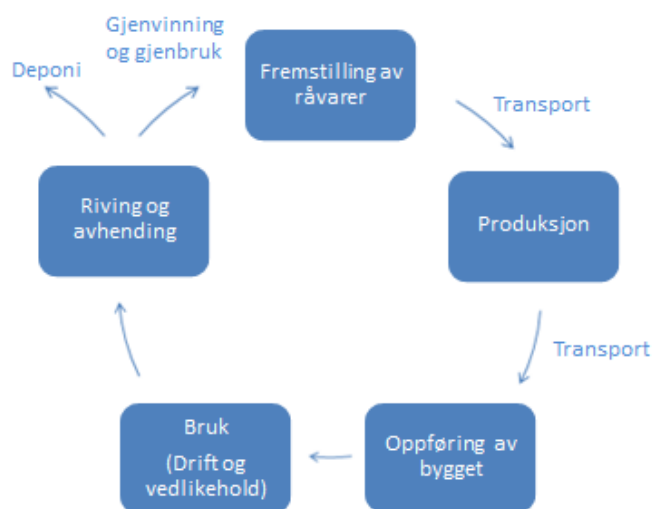 Gjenvinning
og gjenbruk
Deponi
Fremstilling av
råvarer
Transport
Riving og
avhending
Produksjon
Transport
Bruk
(Drift og
vedlikehold)
Oppføring av
bygget